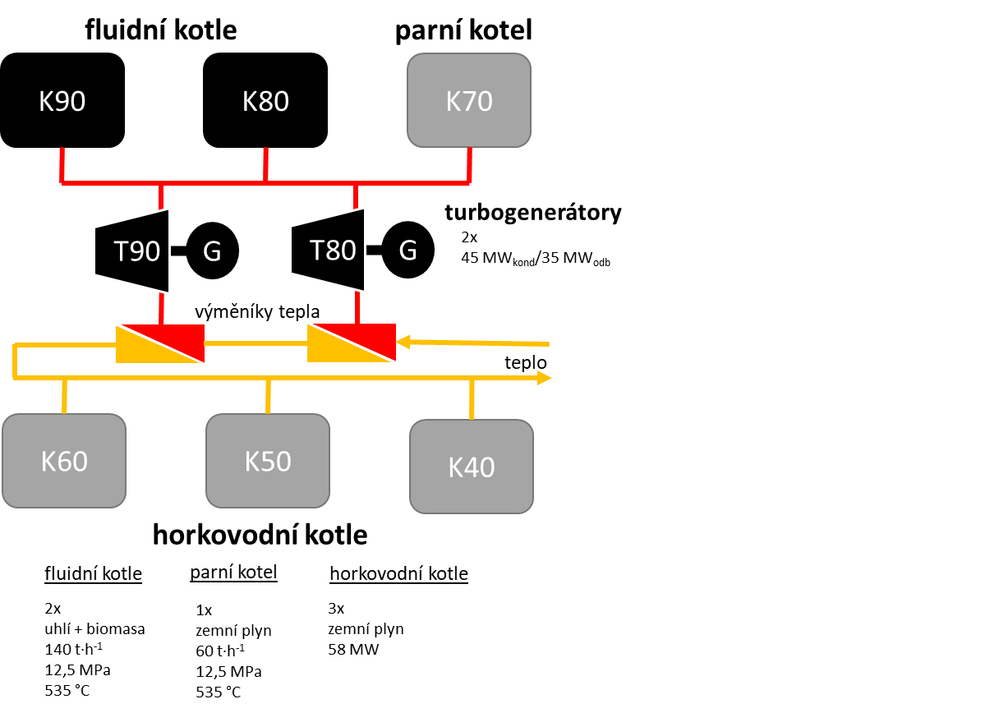 fluidní kotle
parní kotel
K90
K80
K70
turbogenerátory
2x
45 MWkond/35 MWodb
T90
G
T80
G
výměníky tepla
teplo
K60
K50
K40
horkovodní kotle
fluidní kotle
2x
uhlí + biomasa
140 t·h-1
12,5 MPa
535 °C
parní kotel
1x
zemní plyn
60 t·h-1
12,5 MPa
535 °C
horkovodní kotle
3x
zemní plyn
58 MW